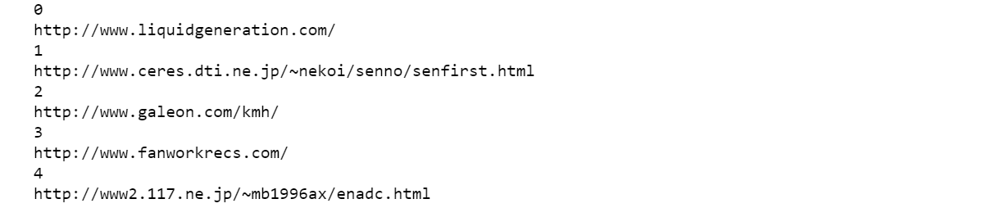 0
http://www.liquidgeneration.com/
1
http://www.ceres.dti.ne.jp/~nekoi/senno/senfirst.html
2
http://www.galeon.com/kmh/
3
http://www.fanworkrecs.com/
4
http://www2.117.ne.jp/~mb1996ax/enadc.html